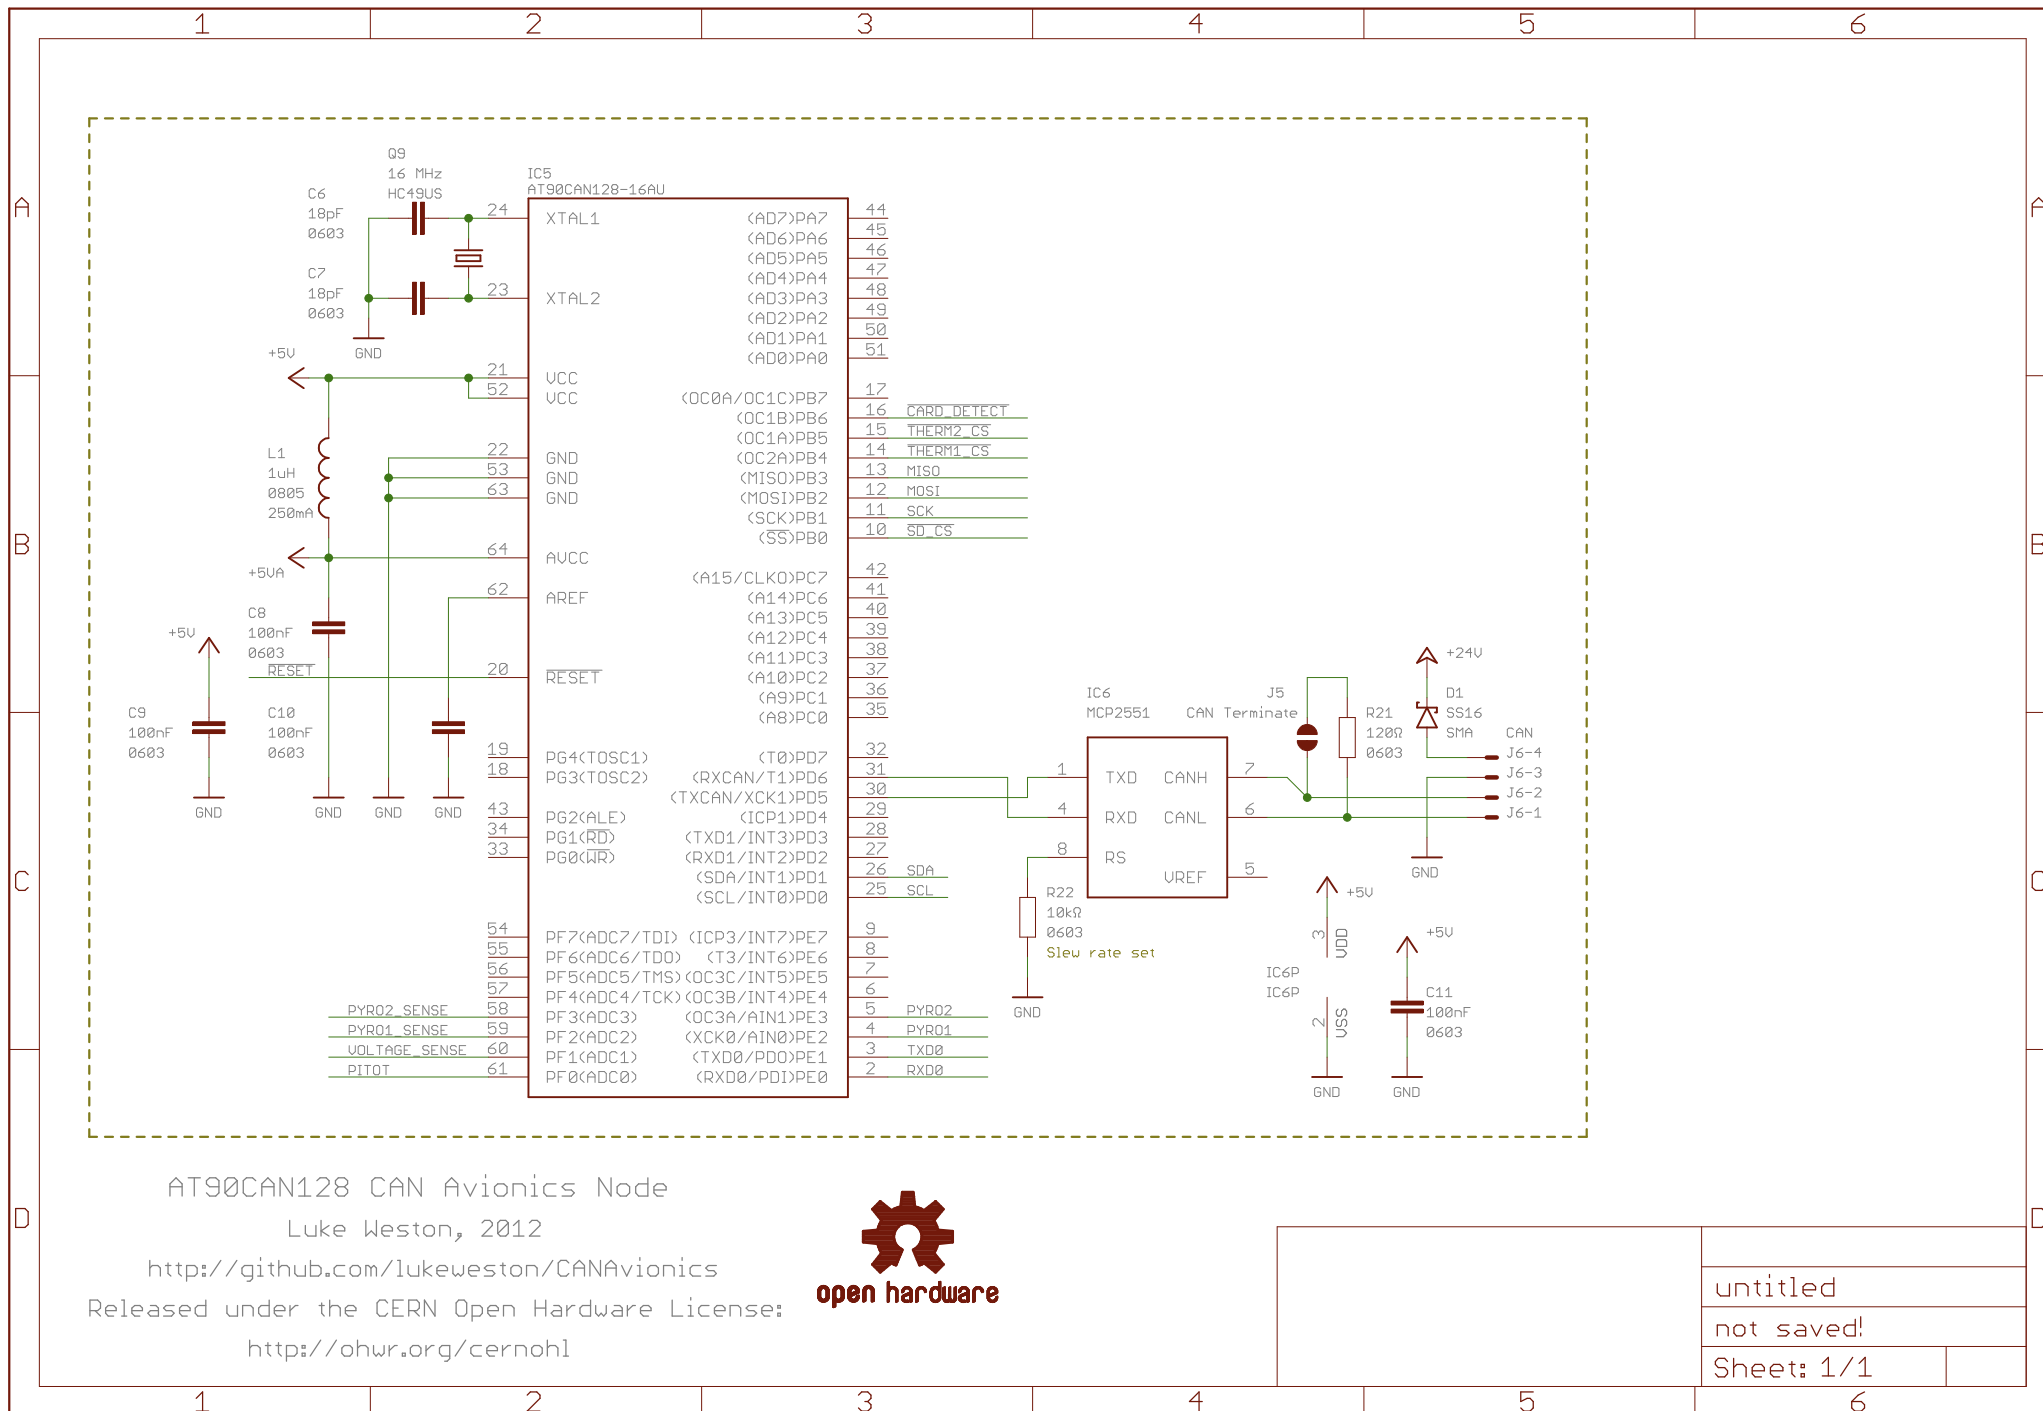 1 2 3 4 5 6
A A
B B
C C
D D
Q9
16 MHz
HC49US
C6
18pF
0603
C7
18pF
0603
GND
+5V
L1
1uH
0805
250mA
+5VA
C8
100nF
0603
+5V
RESET
C9
100nF
0603
C10
100nF
0603
GND GND GND GND
IC5
AT90CAN128-16AU
24 XTAL1
23 XTAL2
21 VCC
52 VCC
22 GND
53 GND
63 GND
64 AVCC
62 AREF
20 RESET
19 PG4(TOSC1)
18 PG3(TOSC2)
43 PG2(ALE)
34 PG1(RD)
33 PG0(WR)
54 PF7(ADC7/TDI)
55 PF6(ADC6/TDO)
56 PF5(ADC5/TMS)
57 PF4(ADC4/TCK)
PYRO2_SENSE 58 PF3(ADC3)
PYRO1_SENSE 59 PF2(ADC2)
VOLTAGE_SENSE 60 PF1(ADC1)
PITOT 61 PF0(ADC0)
(AD7)PA7 44
(AD6)PA6 45
(AD5)PA5 46
(AD4)PA4 47
(AD3)PA3 48
(AD2)PA2 49
(AD1)PA1 50
(AD0)PA0 51
(OC0A/OC1C)PB7 17
(OC1B)PB6 16 CARD_DETECT
(OC1A)PB5 15 THERM2_CS
(OC2A)PB4 14 THERM1_CS
(MISO)PB3 13 MISO
(MOSI)PB2 12 MOSI
(SCK)PB1 11 SCK
(SS)PB0 10 SD_CS
(A15/CLKO)PC7 42
(A14)PC6 41
(A13)PC5 40
(A12)PC4 39
(A11)PC3 38
(A10)PC2 37
(A9)PC1 36
(A8)PC0 35
(T0)PD7 32
(RXCAN/T1)PD6 31
(TXCAN/XCK1)PD5 30
(ICP1)PD4 29
(TXD1/INT3)PD3 28
(RXD1/INT2)PD2 27
(SDA/INT1)PD1 26 SDA
(SCL/INT0)PD0 25 SCL
(ICP3/INT7)PE7 9
(T3/INT6)PE6 8
(OC3C/INT5)PE5 7
(OC3B/INT4)PE4 6
(OC3A/AIN1)PE3 5 PYRO2
(XCK0/AIN0)PE2 4 PYRO1
(TXD0/PDO)PE1 3 TXD0
(RXD0/PDI)PE0 2 RXD0
IC6
MCP2551
1 TXD CANH 7
4 RXD CANL 6
8 RS
VREF 5
J5
CAN Terminate
R21
120Ω
0603
+24V
D1
SS16
SMA
CAN
J6-4
J6-3
J6-2
J6-1
GND
R22
10kΩ
0603
Slew rate set
GND
+5V
3 VDD
IC6P
IC6P
2 VSS
GND
+5V
C11
100nF
0603
GND
AT90CAN128 CAN Avionics Node
Luke Weston, 2012
http://github.com/lukeweston/CANAvionics
Released under the CERN Open Hardware License:
http://ohwr.org/cernohl
open hardware
untitled
not saved!
Sheet: 1/1
1 2 3 4 5 6